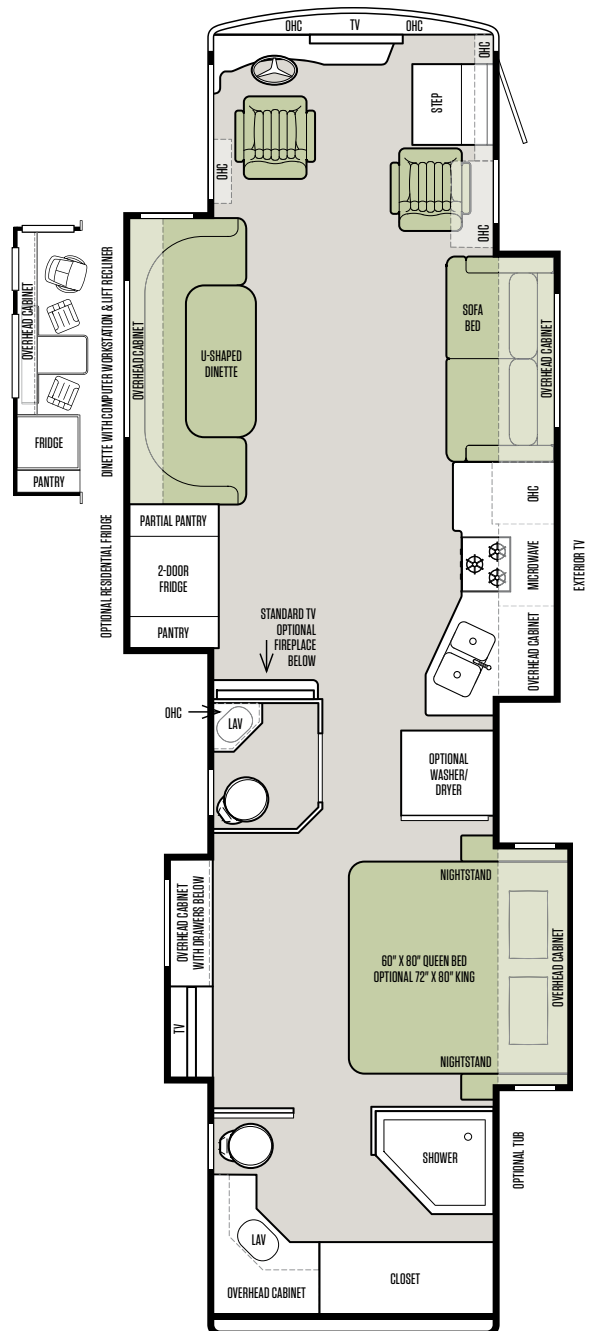 OHC
TV
OHC
OHC
STEP
OHC
OHC
OVERHEAD CABINET
FRIDGE
PANTRY
DINETTE WITH COMPUTER WORKSTATION & LIFT RECLINER
OVERHEAD CABINET
U-SHAPED
DINETTE
SOFA
BED
OVERHEAD CABINET
OPTIONAL RESIDENTIAL FRIDGE
PARTIAL PANTRY
2-DOOR
FRIDGE
PANTRY
OHC
MICROWAVE
OVERHEAD CABINET
EXTERIOR TV
STANDARD TV
OPTIONAL
FIREPLACE
BELOW
OHC
LAV
OPTIONAL
WASHER/
DRYER
OVERHEAD CABINET
WITH DRAWERS BELOW
TV
NIGHTSTAND
60" X 80" QUEEN BED
OPTIONAL 72" X 80" KING
NIGHTSTAND
OVERHEAD CABINET
SHOWER
OPTIONAL TUB
LAV
OVERHEAD CABINET
CLOSET